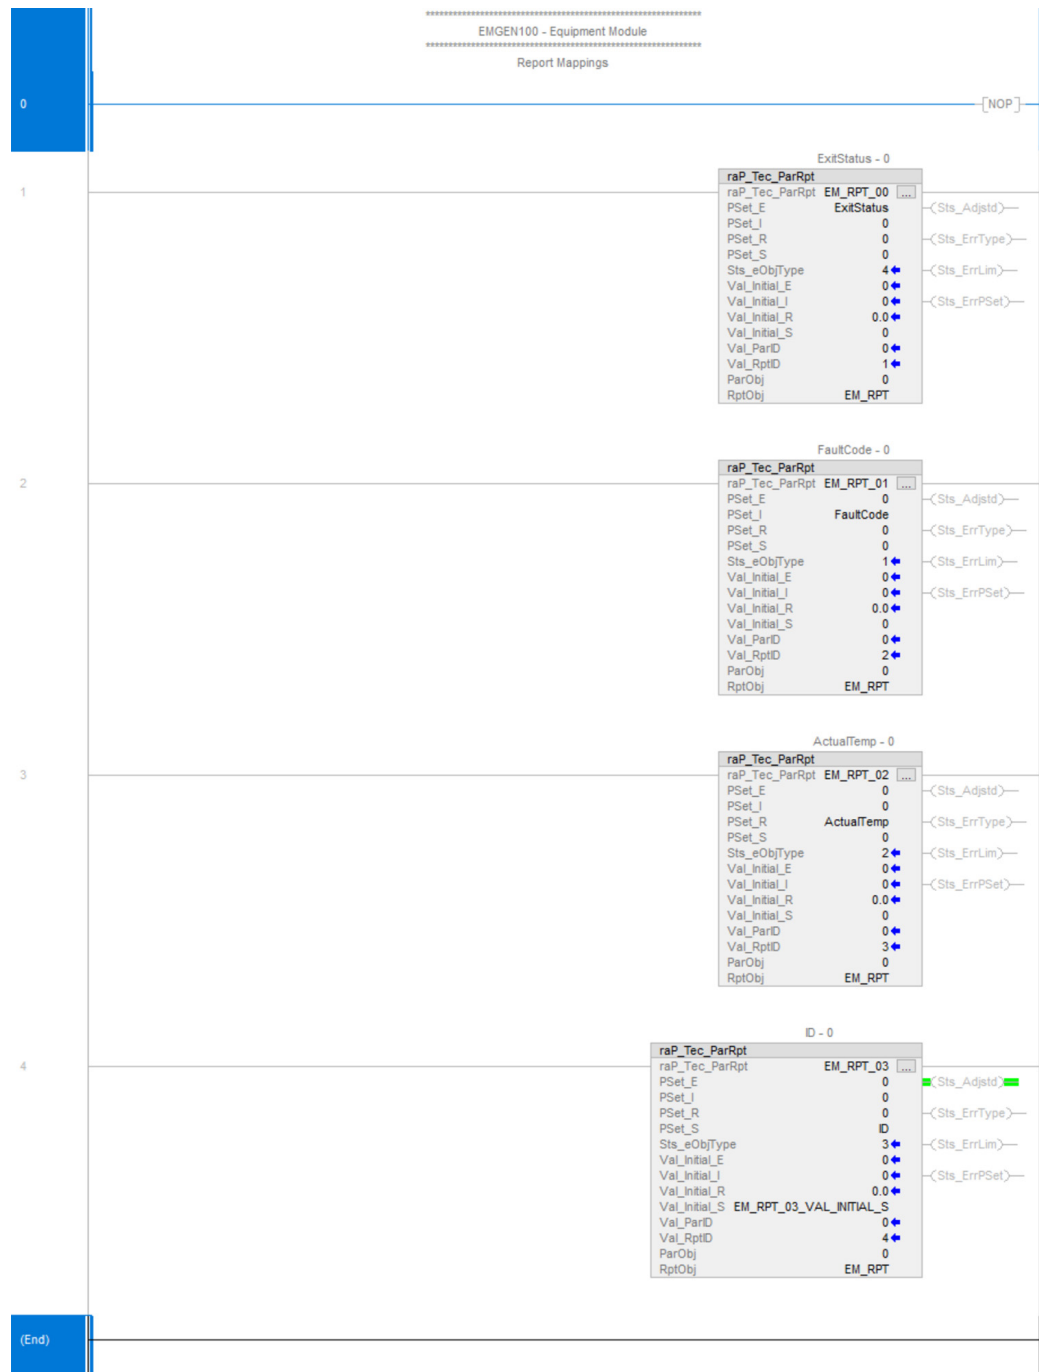 ************************************************************
EMGEN100 - Equipment Module
************************************************************
Report Mappings
0
[NOP]
ExitStatus - 0
raP_Tec_ParRpt
1
raP_Tec_ParRpt EM_RPT_00 ...
PSet_E ExitStatus (Sts_Adjstd)
PSet_I 0
PSet_R 0 (Sts_ErrType)
PSet_S 0
Sts_eObjType 4 (Sts_ErrLim)
Val_Initial_E 0
Val_Initial_I 0 (Sts_ErrPSet)
Val_Initial_R 0.0
Val_Initial_S 0
Val_ParID 0
Val_RptID 1
ParObj 0
RptObj EM_RPT
FaultCode - 0
raP_Tec_ParRpt
2
raP_Tec_ParRpt EM_RPT_01 ...
PSet_E 0 (Sts_Adjstd)
PSet_I FaultCode
PSet_R 0 (Sts_ErrType)
PSet_S 0
Sts_eObjType 1 (Sts_ErrLim)
Val_Initial_E 0
Val_Initial_I 0 (Sts_ErrPSet)
Val_Initial_R 0.0
Val_Initial_S 0
Val_ParID 0
Val_RptID 2
ParObj 0
RptObj EM_RPT
ActualTemp - 0
raP_Tec_ParRpt
3
raP_Tec_ParRpt EM_RPT_02 ...
PSet_E 0 (Sts_Adjstd)
PSet_I 0
PSet_R ActualTemp (Sts_ErrType)
PSet_S 0
Sts_eObjType 2 (Sts_ErrLim)
Val_Initial_E 0
Val_Initial_I 0 (Sts_ErrPSet)
Val_Initial_R 0.0
Val_Initial_S 0
Val_ParID 0
Val_RptID 3
ParObj 0
RptObj EM_RPT
ID - 0
raP_Tec_ParRpt
4
raP_Tec_ParRpt EM_RPT_03 ...
PSet_E 0 (Sts_Adjstd)
PSet_I 0
PSet_R 0 (Sts_ErrType)
PSet_S ID
Sts_eObjType 3 (Sts_ErrLim)
Val_Initial_E 0
Val_Initial_I 0 (Sts_ErrPSet)
Val_Initial_R 0.0
Val_Initial_S EM_RPT_03_VAL_INITIAL_S
Val_ParID 0
Val_RptID 4
ParObj 0
RptObj EM_RPT
(End)